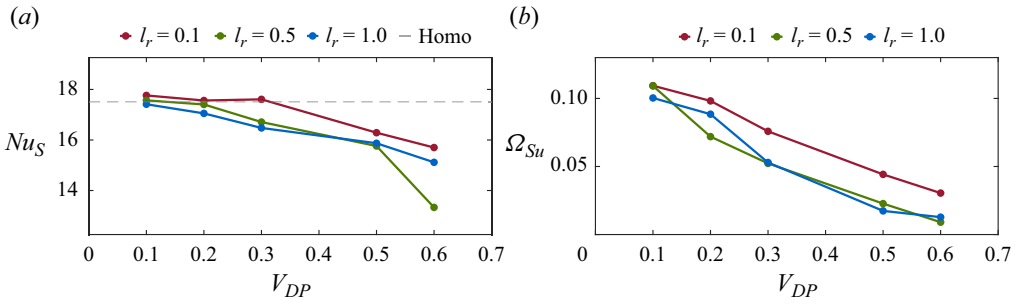 (a)
l_r = 0.1 l_r = 0.5 l_r = 1.0 Homo
18
16
14
Nu_S
0 0.1 0.2 0.3 0.4 0.5 0.6 0.7
V_DP
(b)
l_r = 0.1 l_r = 0.5 l_r = 1.0
0.10
0.05
Ω_Su
0 0.1 0.2 0.3 0.4 0.5 0.6 0.7
V_DP